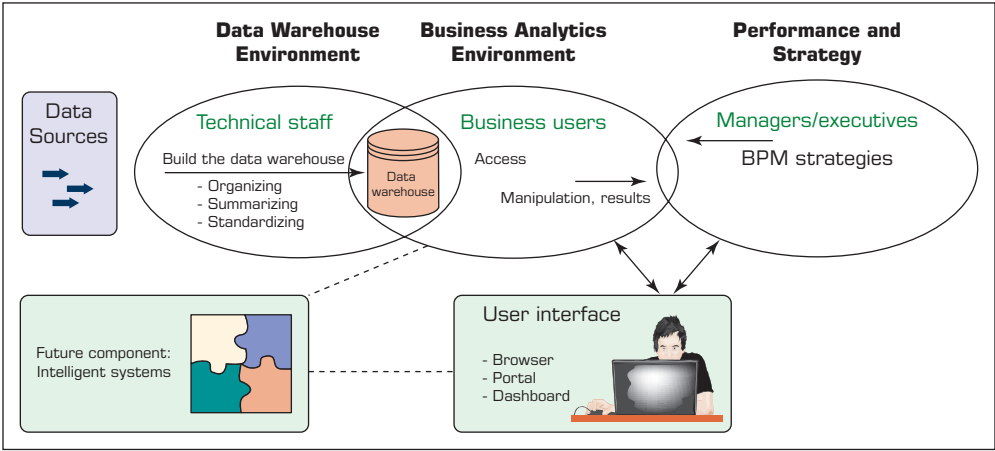 Data Warehouse
Environment
Business Analytics
Environment
Performance and
Strategy
Data
Sources
Technical staff
Build the data warehouse
- Organizing
- Summarizing
- Standardizing
Data
warehouse
Business users
Access
Manipulation, results
Managers/executives
BPM strategies
Future component:
Intelligent systems
User interface
- Browser
- Portal
- Dashboard